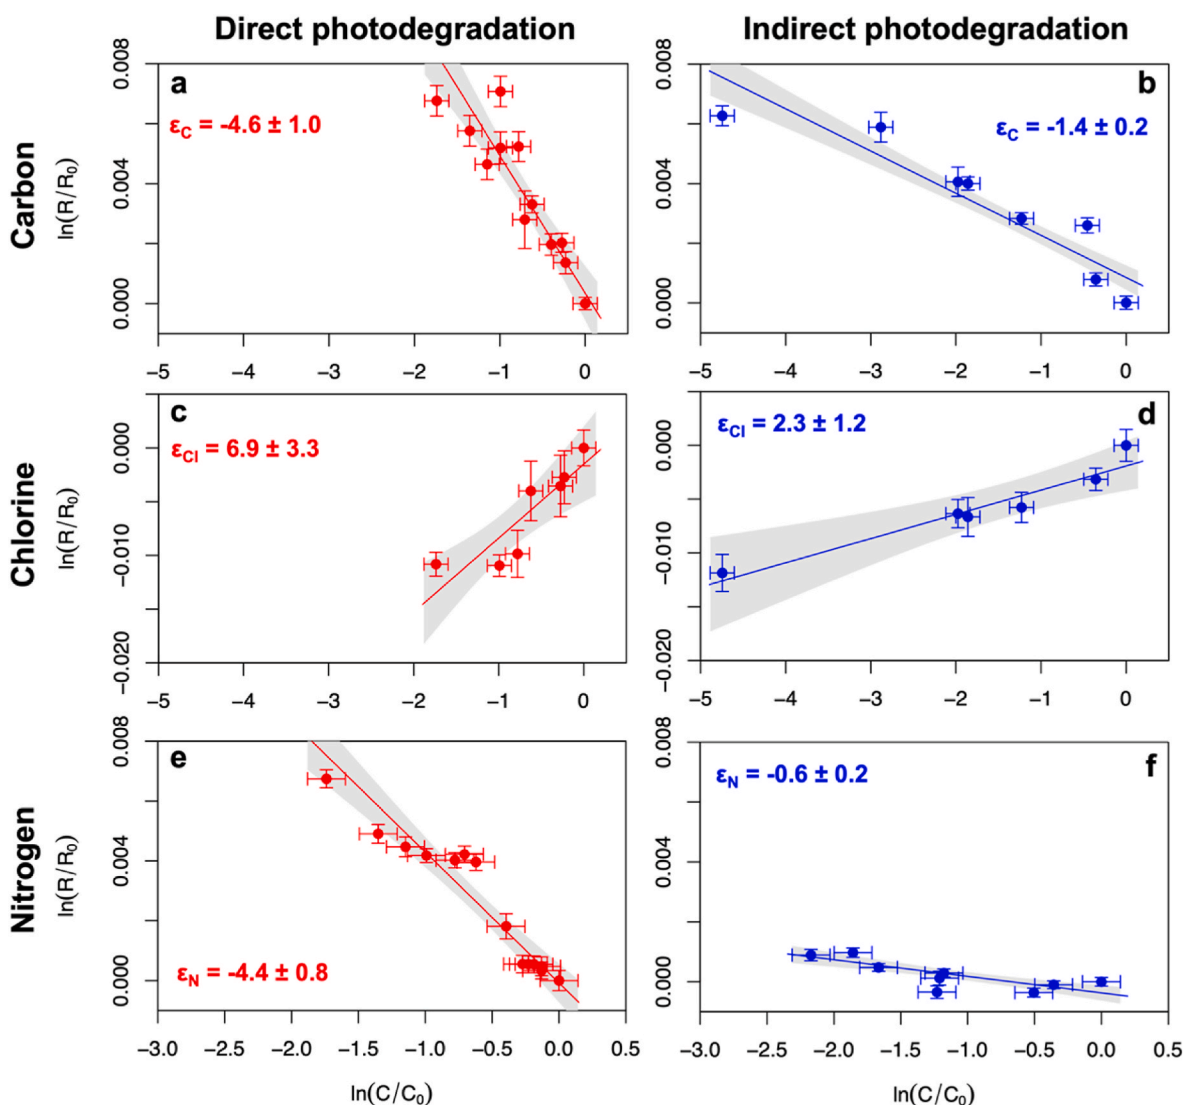 Direct photodegradation
Indirect photodegradation
Carbon
ln(R/R0)
0.008
0.004
0.000
a
εC = -4.6 ± 1.0
b
εC = -1.4 ± 0.2
−5 −4 −3 −2 −1 0
−5 −4 −3 −2 −1 0
Chlorine
ln(R/R0)
0.000
−0.010
−0.020
c
εCl = 6.9 ± 3.3
0.000
−0.010
−0.020
d
εCl = 2.3 ± 1.2
−5 −4 −3 −2 −1 0
−5 −4 −3 −2 −1 0
Nitrogen
ln(R/R0)
0.008
0.004
0.000
e
εN = -4.4 ± 0.8
0.008
0.004
0.000
f
εN = -0.6 ± 0.2
−3.0 −2.5 −2.0 −1.5 −1.0 −0.5 0.0 0.5
−3.0 −2.5 −2.0 −1.5 −1.0 −0.5 0.0 0.5
ln(C/C0)
ln(C/C0)
ln(R/R0)
0.008
0.004
0.000
ln(R/R0)
ln(R/R0)